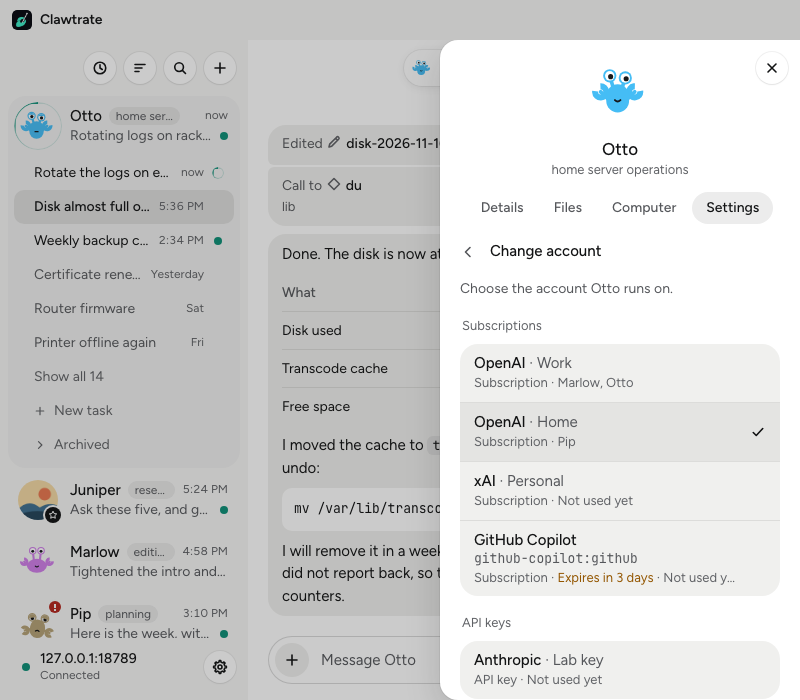 Clawtrate
Otto home ser... now
Rotating logs on rack...
Rotate the logs on e... now
Disk almost full o... 5:36 PM
Weekly backup c... 2:34 PM
Certificate rene... Yesterday
Router firmware Sat
Printer offline again Fri
Show all 14
New task
Archived
Juniper rese... 5:24 PM
Ask these five, and g...
Marlow editi... 4:58 PM
Tightened the intro and...
Pip planning 3:10 PM
Here is the week. wit...
127.0.0.1:18789
Connected
Edited disk-2026-11-1
Call to du
lib
Done. The disk is now at
What
Disk used
Transcode cache
Free space
I moved the cache to
undo:
mv /var/lib/transco
I will remove it in a week
did not report back, so t
counters.
Message Otto
Otto
home server operations
Details Files Computer Settings
Change account
Choose the account Otto runs on.
Subscriptions
OpenAI · Work
Subscription · Marlow, Otto
OpenAI · Home
Subscription · Pip
xAI · Personal
Subscription · Not used yet
GitHub Copilot
github-copilot:github
Subscription · Expires in 3 days · Not used y...
API keys
Anthropic · Lab key
API key · Not used yet